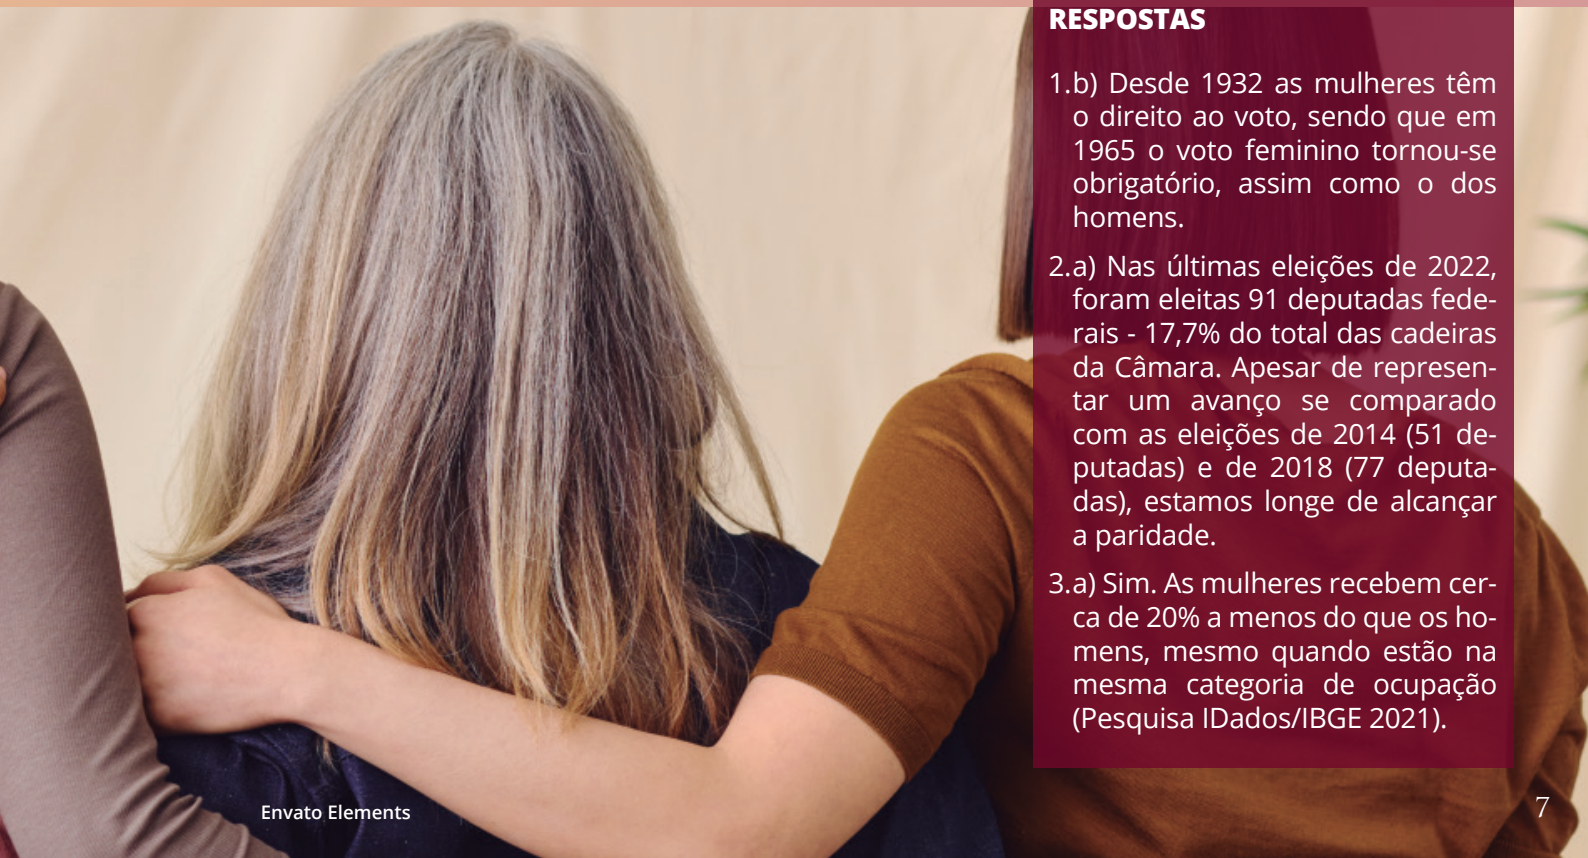 RESPOSTAS
1.b) Desde 1932 as mulheres têm
o direito ao voto, sendo que em
1965 o voto feminino tornou-se
obrigatório, assim como o dos
homens.
2.a) Nas últimas eleições de 2022,
foram eleitas 91 deputadas fede-
rais - 17,7% do total das cadeiras
da Câmara. Apesar de represen-
tar um avanço se comparado
com as eleições de 2014 (51 de-
putadas) e de 2018 (77 deputa-
das), estamos longe de alcançar
a paridade.
3.a) Sim. As mulheres recebem cer-
ca de 20% a menos do que os ho-
mens, mesmo quando estão na
mesma categoria de ocupação
(Pesquisa IDados/IBGE 2021).
Envato Elements
7